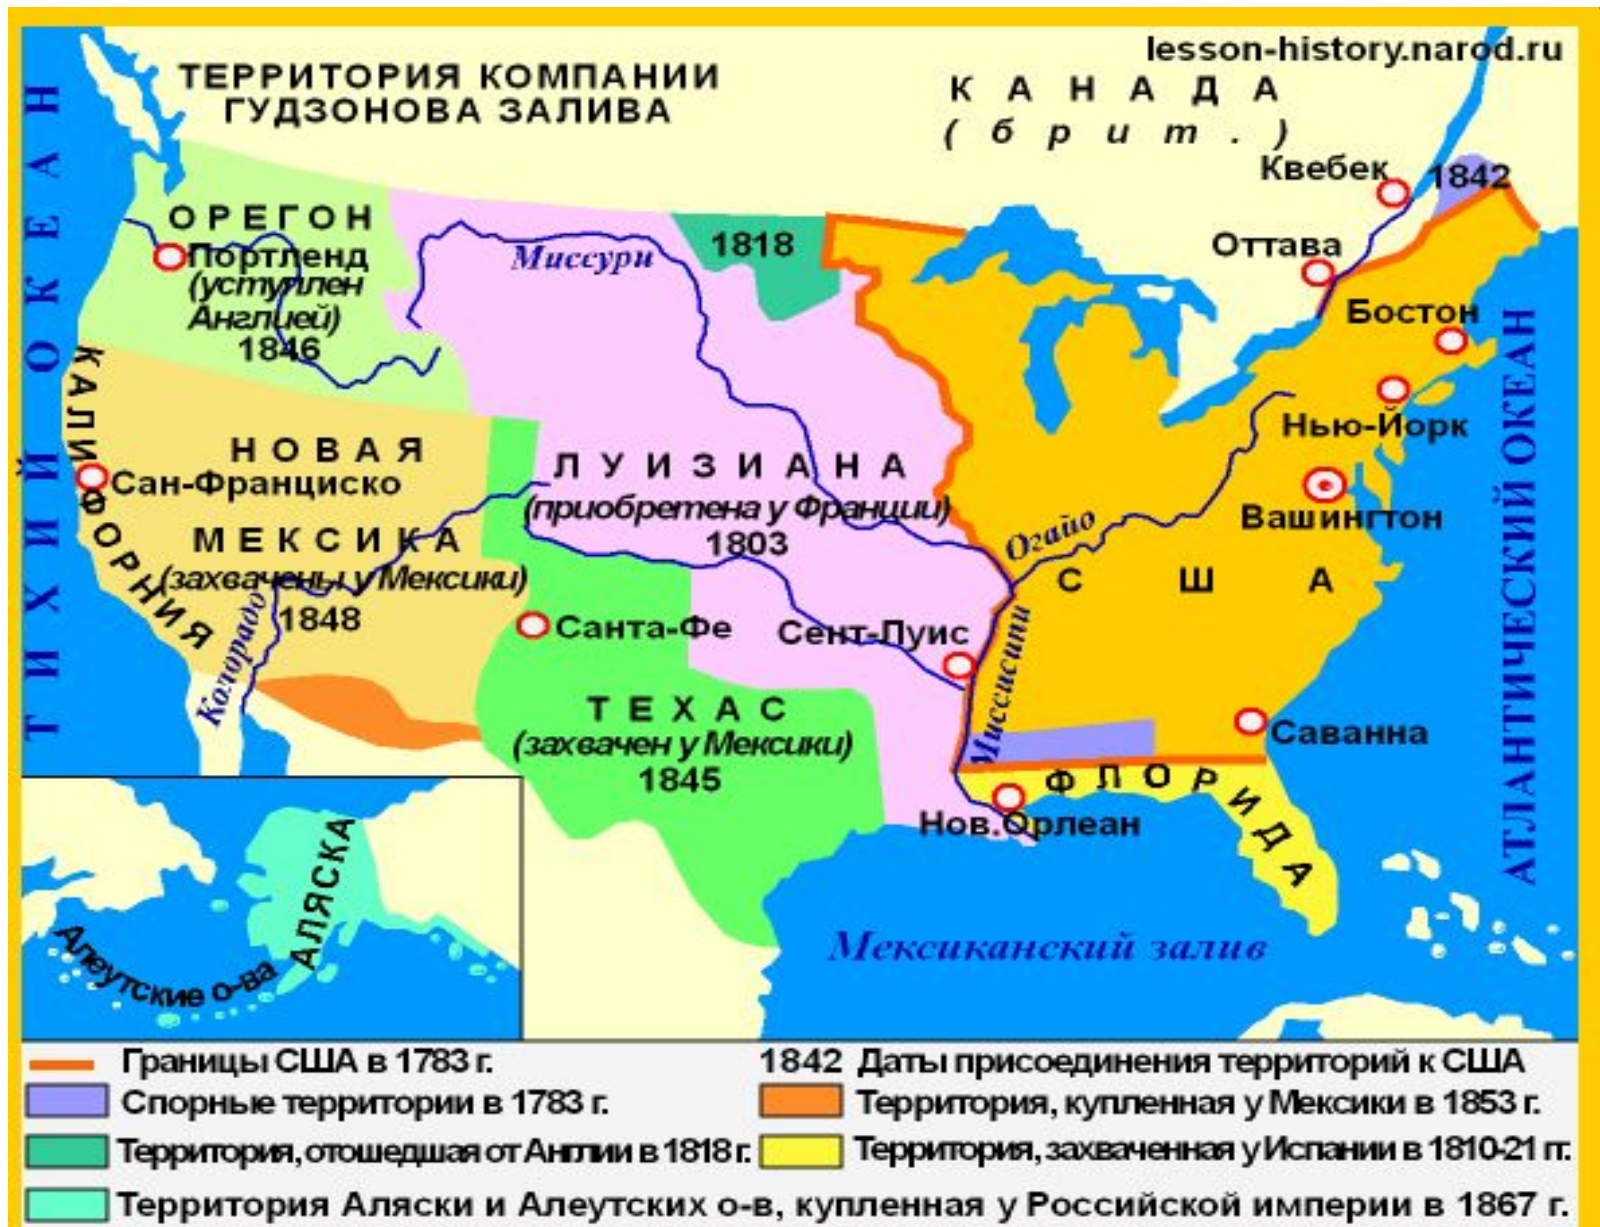 lesson-history.narod.ru
ТЕРРИТОРИЯ КОМПАНИИ
ГУДЗОНОВА ЗАЛИВА
КАНАДА
(брит.)
Квебек
1842
ОРЕГОН
Портленд
(уступлен
Англией)
1846
Миссури
1818
Оттава
Бостон
ТИХИЙ ОКЕАН
КАЛИФОРНИЯ
НОВАЯ
Сан-Франциско
МЕКСИКА
(захвачены у Мексики)
1848
Колорадо
ЛУИЗИАНА
(приобретена у Франции)
1803
Нью-Йорк
Вашингтон
Огайо
США
АТЛАНТИЧЕСКИЙ ОКЕАН
Санта-Фе
Сент-Луис
Миссисипи
ТЕХАС
(захвачен у Мексики)
1845
Саванна
ФЛОРИДА
Нов.Орлеан
Мексиканский залив
АЛЯСКА
Алеутские о-ва
Границы США в 1783 г.
1842 Даты присоединения территорий к США
Спорные территории в 1783 г.
Территория, купленная у Мексики в 1853 г.
Территория, отошедшая от Англии в 1818 г.
Территория, захваченная у Испании в 1810-21 гг.
Территория Аляски и Алеутских о-в, купленная у Российской империи в 1867 г.